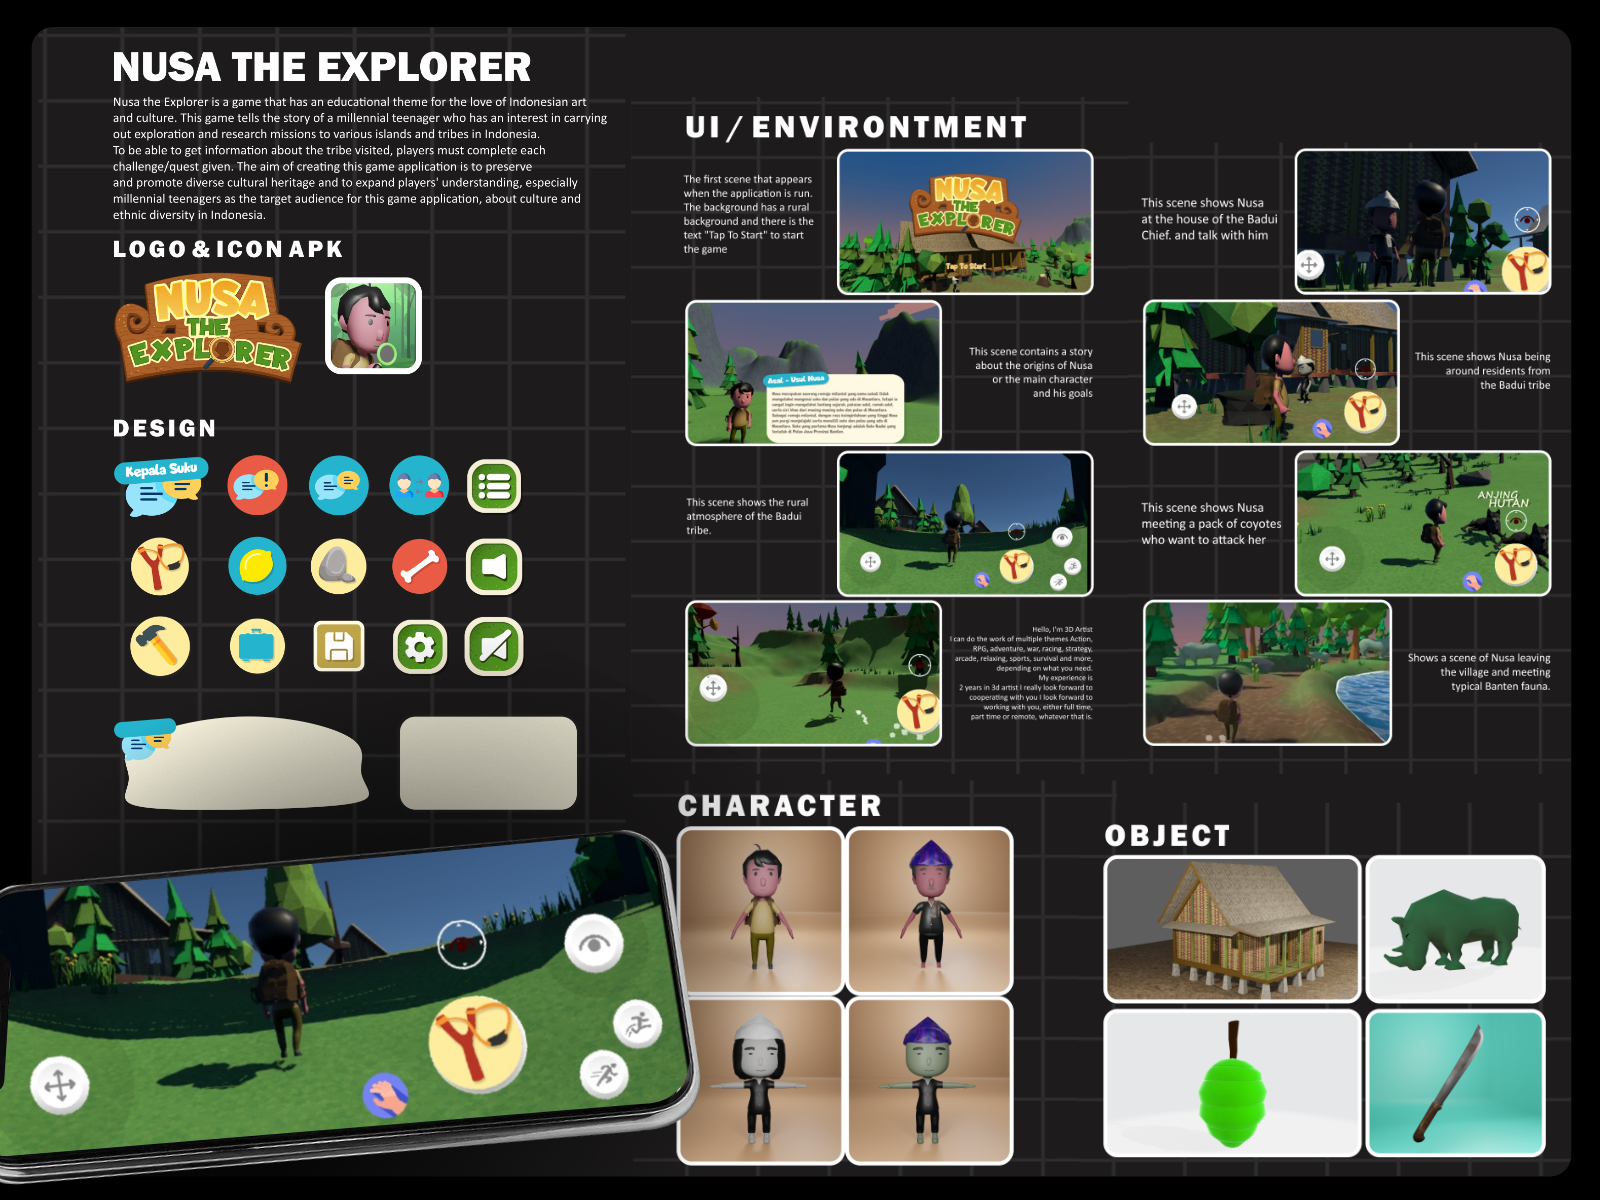 NUSA THE EXPLORER
Nusa the Explorer is a game that has an educational theme for the love of Indonesian art
and culture. This game tells the story of a millennial teenager who has an interest in carrying
out exploration and research missions to various islands and tribes in Indonesia.
To be able to get information about the tribe visited, players must complete each
challenge/quest given. The aim of creating this game application is to preserve
and promote diverse cultural heritage and to expand players' understanding, especially
millennial teenagers as the target audience for this game application, about culture and
ethnic diversity in Indonesia.
LOGO & ICON APK
NUSA
THE
EXPLORER
DESIGN
Kepala Suku
UI / ENVIRONTMENT
The first scene that appears
when the application is run.
The background has a rural
background and there is the
text "Tap To Start" to start
the game
NUSA
THE
EXPLORER
Tap To Start
This scene shows Nusa
at the house of the Badui
Chief. and talk with him
Asal - Usul Nusa
This scene contains a story
about the origins of Nusa
or the main character
and his goals
This scene shows Nusa being
around residents from
the Badui tribe
This scene shows the rural
atmosphere of the Badui
tribe.
This scene shows Nusa
meeting a pack of coyotes
who want to attack her
ANJING
HUTAN
Hello, I'm 3D Artist
I can do the work of multiple themes Action,
RPG, adventure, war, racing, strategy,
arcade, relaxing, sports, survival and more,
depending on what you need.
My experience is
2 years in 3d artist I really look forward to
cooperating with you I look forward to
working with you, either full time,
part time or remote, whatever that is.
Shows a scene of Nusa leaving
the village and meeting
typical Banten fauna.
CHARACTER
OBJECT